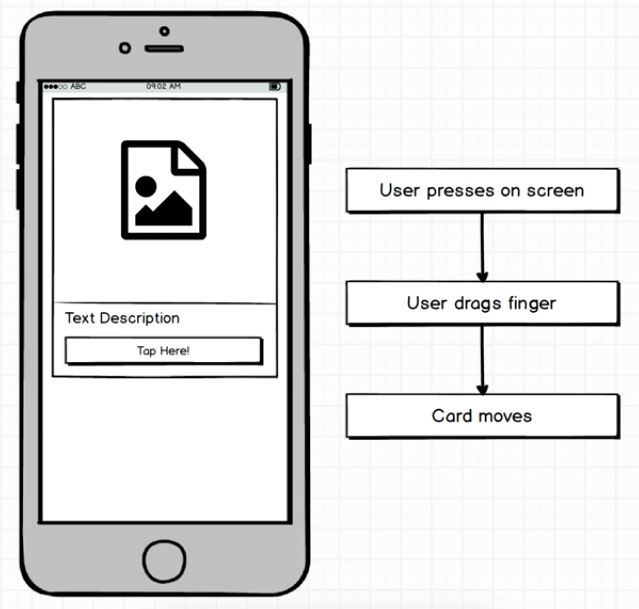 ABC 09:02 AM
Text Description
Tap Here!
User presses on screen
User drags finger
Card moves